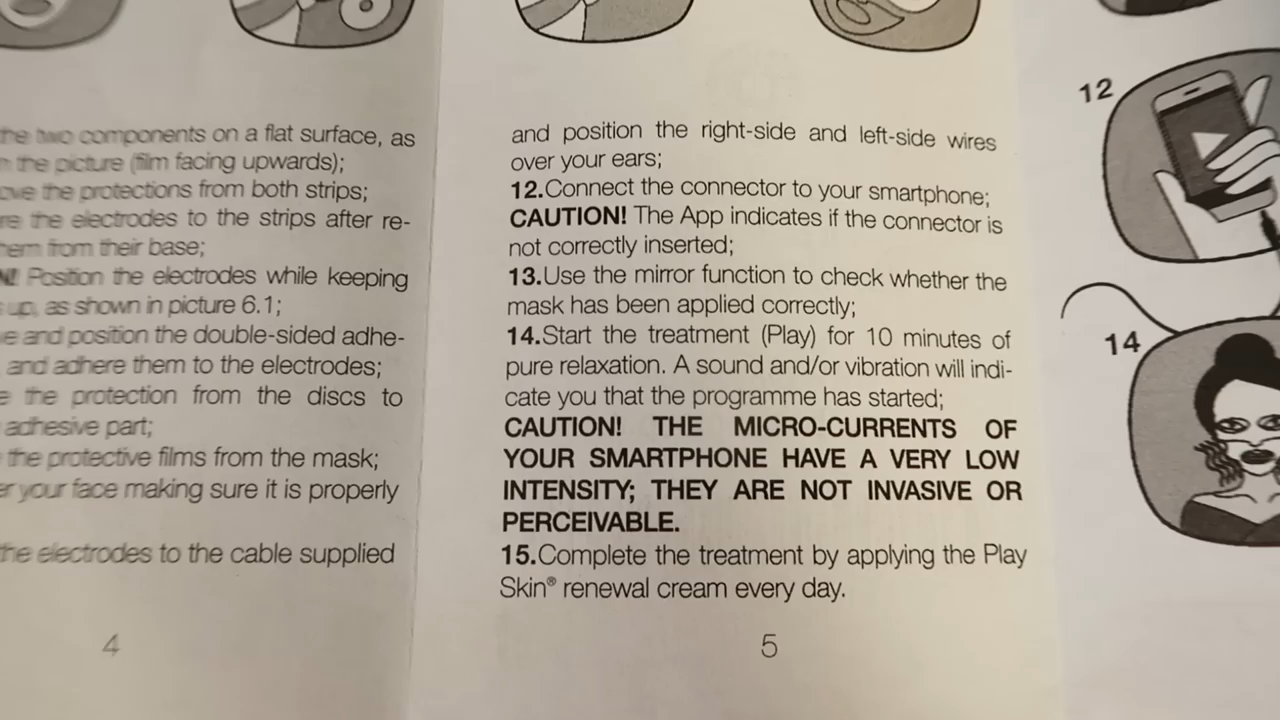 the two components on a flat surface, as
the picture (film facing upwards);
the protections from both strips;
the electrodes to the strips after re-
from their base;
Position the electrodes while keeping
up, as shown in picture 6.1;
and position the double-sided adhe-
and adhere them to the electrodes;
the protection from the discs to
adhesive part;
the protective films from the mask;
your face making sure it is properly
the electrodes to the cable supplied
4
and position the right-side and left-side wires
over your ears;
12.Connect the connector to your smartphone;
CAUTION! The App indicates if the connector is
not correctly inserted;
13.Use the mirror function to check whether the
mask has been applied correctly;
14.Start the treatment (Play) for 10 minutes of
pure relaxation. A sound and/or vibration will indi-
cate you that the programme has started;
CAUTION! THE MICRO-CURRENTS OF
YOUR SMARTPHONE HAVE A VERY LOW
INTENSITY; THEY ARE NOT INVASIVE OR
PERCEIVABLE.
15.Complete the treatment by applying the Play
Skin® renewal cream every day.
5
12
14